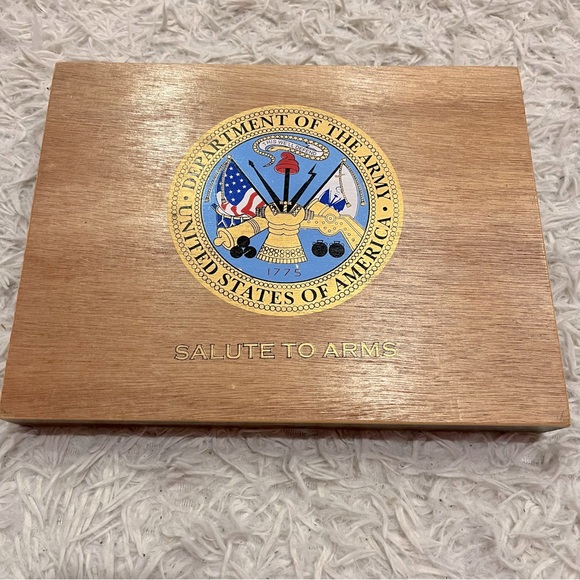 DEPARTMENT OF THE ARMY
THIS WE'LL DEFEND
1775
UNITED STATES OF AMERICA
SALUTE TO ARMS